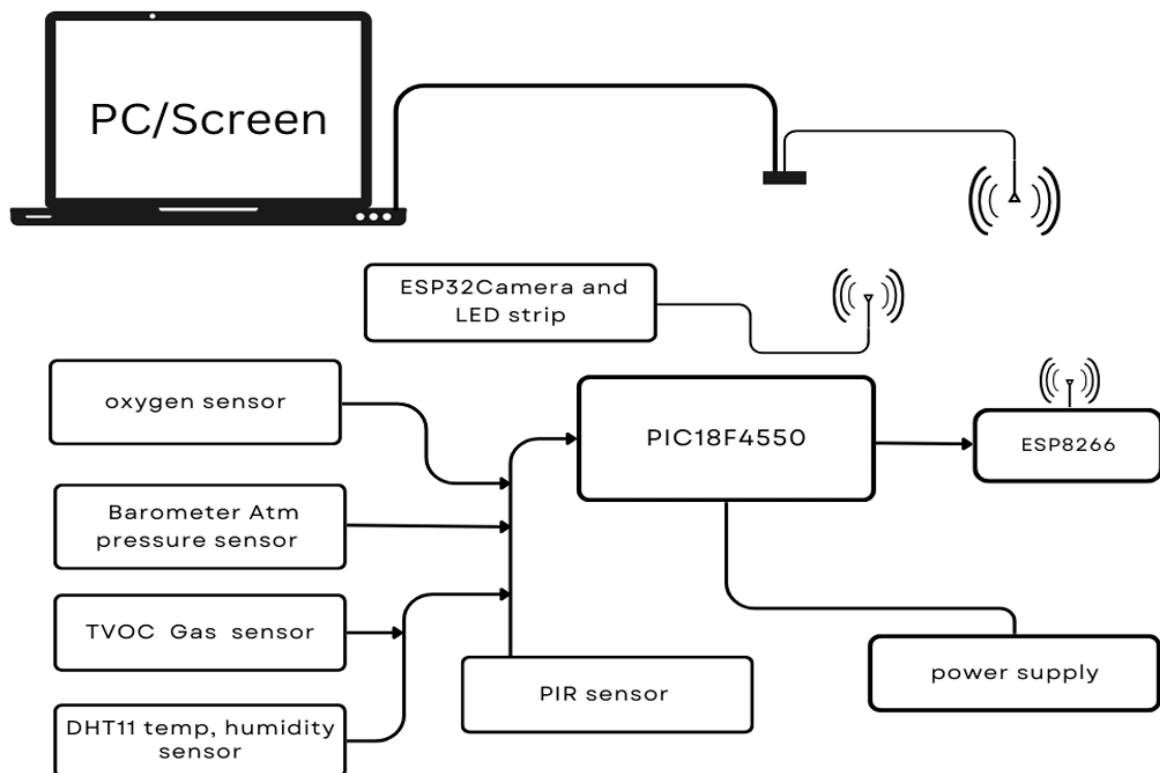 PC/Screen
ESP32Camera and
LED strip
oxygen sensor
PIC18F4550
ESP8266
Barometer Atm
pressure sensor
TVOC Gas sensor
PIR sensor
power supply
DHT11 temp, humidity
sensor